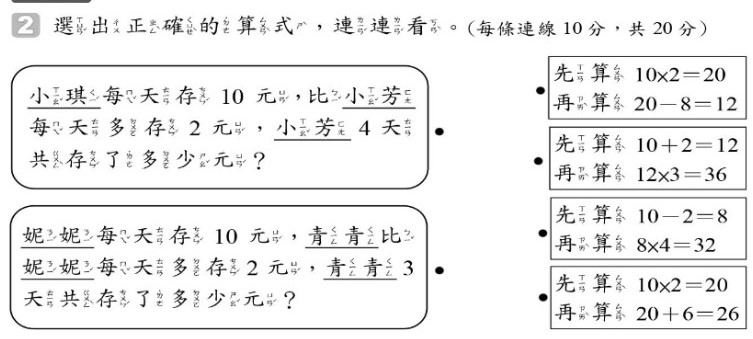 2 選出正確的算式，連連看。(每條連線 10 分，共 20 分)
小琪每天存 10 元，比小芳
每天多存 2 元，小芳 4 天
共存了多少元？
妮妮每天存 10 元，青青比
妮妮每天多存 2 元，青青 3
天共存了多少元？
先算 10×2＝20
再算 20－8＝12
先算 10＋2＝12
再算 12×3＝36
先算 10－2＝8
再算 8×4＝32
先算 10×2＝20
再算 20＋6＝26